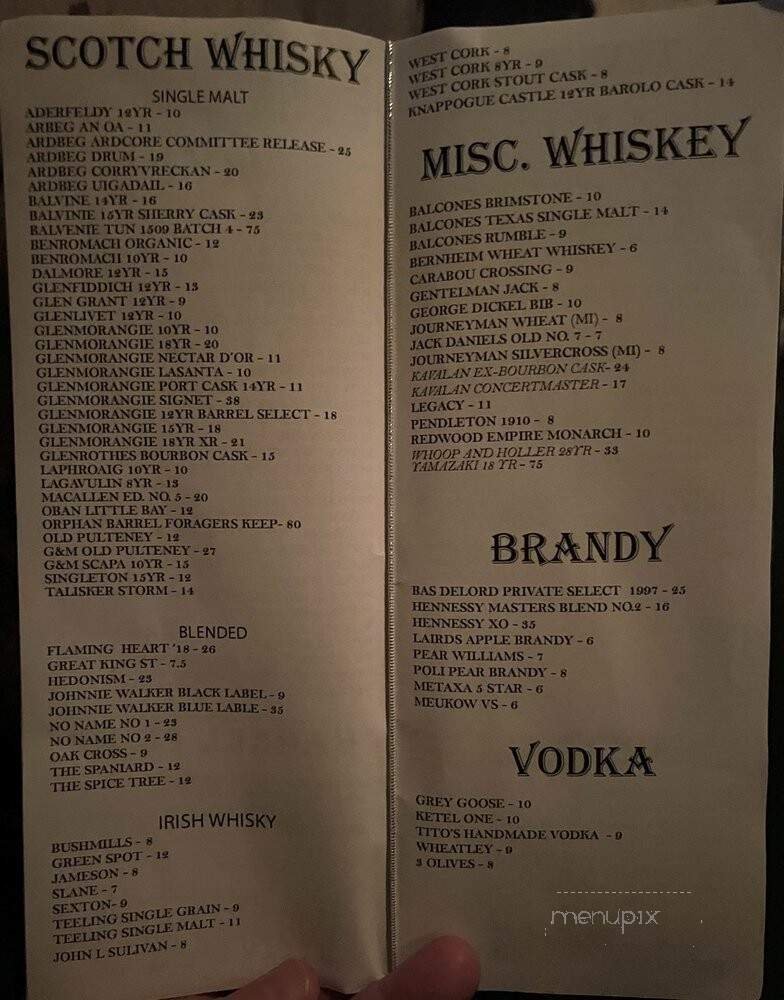 SCOTCH WHISKY
SINGLE MALT
ADERFELDY 12YR - 10
ARBEG AN OA - 11
ARDBEG ARDCORE COMMITTEE RELEASE - 25
ARDBEG DRUM - 19
ARDBEG CORRYVRECKAN - 20
ARDBEG UIGADAIL - 16
BALVINE 14YR - 16
BALVINIE 15YR SHERRY CASK - 23
BALVENIE TUN 1509 BATCH 4 - 75
BENROMACH ORGANIC - 12
BENROMACH 10YR - 10
DALMORE 12YR - 15
GLENFIDDICH 12YR - 13
GLEN GRANT 12YR - 9
GLENLIVET 12YR - 10
GLENMORANGIE 10YR - 10
GLENMORANGIE 18YR - 20
GLENMORANGIE NECTAR D'OR - 11
GLENMORANGIE LASANTA - 10
GLENMORANGIE PORT CASK 14YR - 11
GLENMORANGIE SIGNET - 38
GLENMORANGIE 12YR BARREL SELECT - 18
GLENMORANGIE 15YR - 18
GLENMORANGIE 18YR XR - 21
GLENROTHES BOURBON CASK - 15
LAPHROAIG 10YR - 10
LAGAVULIN 8YR - 13
MACALLEN ED. NO. 5 - 20
OBAN LITTLE BAY - 12
ORPHAN BARREL FORAGERS KEEP- 80
OLD PULTENEY - 12
G&M OLD PULTENEY - 27
G&M SCAPA 10YR - 15
SINGLETON 15YR - 12
TALISKER STORM - 14
BLENDED
FLAMING HEART '18 - 26
GREAT KING ST - 7.5
HEDONISM - 23
JOHNNIE WALKER BLACK LABEL - 9
JOHNNIE WALKER BLUE LABLE - 35
NO NAME NO 1 - 23
NO NAME NO 2 - 28
OAK CROSS - 9
THE SPANIARD - 12
THE SPICE TREE - 12
IRISH WHISKY
BUSHMILLS - 8
GREEN SPOT - 12
JAMESON - 8
SLANE - 7
SEXTON- 9
TEELING SINGLE GRAIN - 9
TEELING SINGLE MALT - 11
JOHN L SULIVAN - 8
WEST CORK - 8
WEST CORK 8YR - 9
WEST CORK STOUT CASK - 8
KNAPPOGUE CASTLE 12YR BAROLO CASK - 14
MISC. WHISKEY
BALCONES BRIMSTONE - 10
BALCONES TEXAS SINGLE MALT - 14
BALCONES RUMBLE - 9
BERNHEIM WHEAT WHISKEY - 6
CARABOU CROSSING - 9
GENTELMAN JACK - 8
GEORGE DICKEL BIB - 10
JOURNEYMAN WHEAT (MI) - 8
JACK DANIELS OLD NO. 7 - 7
JOURNEYMAN SILVERCROSS (MI) - 8
KAVALAN EX-BOURBON CASK- 24
KAVALAN CONCERTMASTER - 17
LEGACY - 11
PENDLETON 1910 - 8
REDWOOD EMPIRE MONARCH - 10
WHOOP AND HOLLER 28YR - 33
YAMAZAKI 18 YR- 75
BRANDY
BAS DELORD PRIVATE SELECT 1997 - 25
HENNESSY MASTERS BLEND NO.2 - 16
HENNESSY XO - 35
LAIRDS APPLE BRANDY - 6
PEAR WILLIAMS - 7
POLI PEAR BRANDY - 8
METAXA 5 STAR - 6
MEUKOW VS - 6
VODKA
GREY GOOSE - 10
KETEL ONE - 10
TITO'S HANDMADE VODKA - 9
WHEATLEY - 9
3 OLIVES - 8
menupix